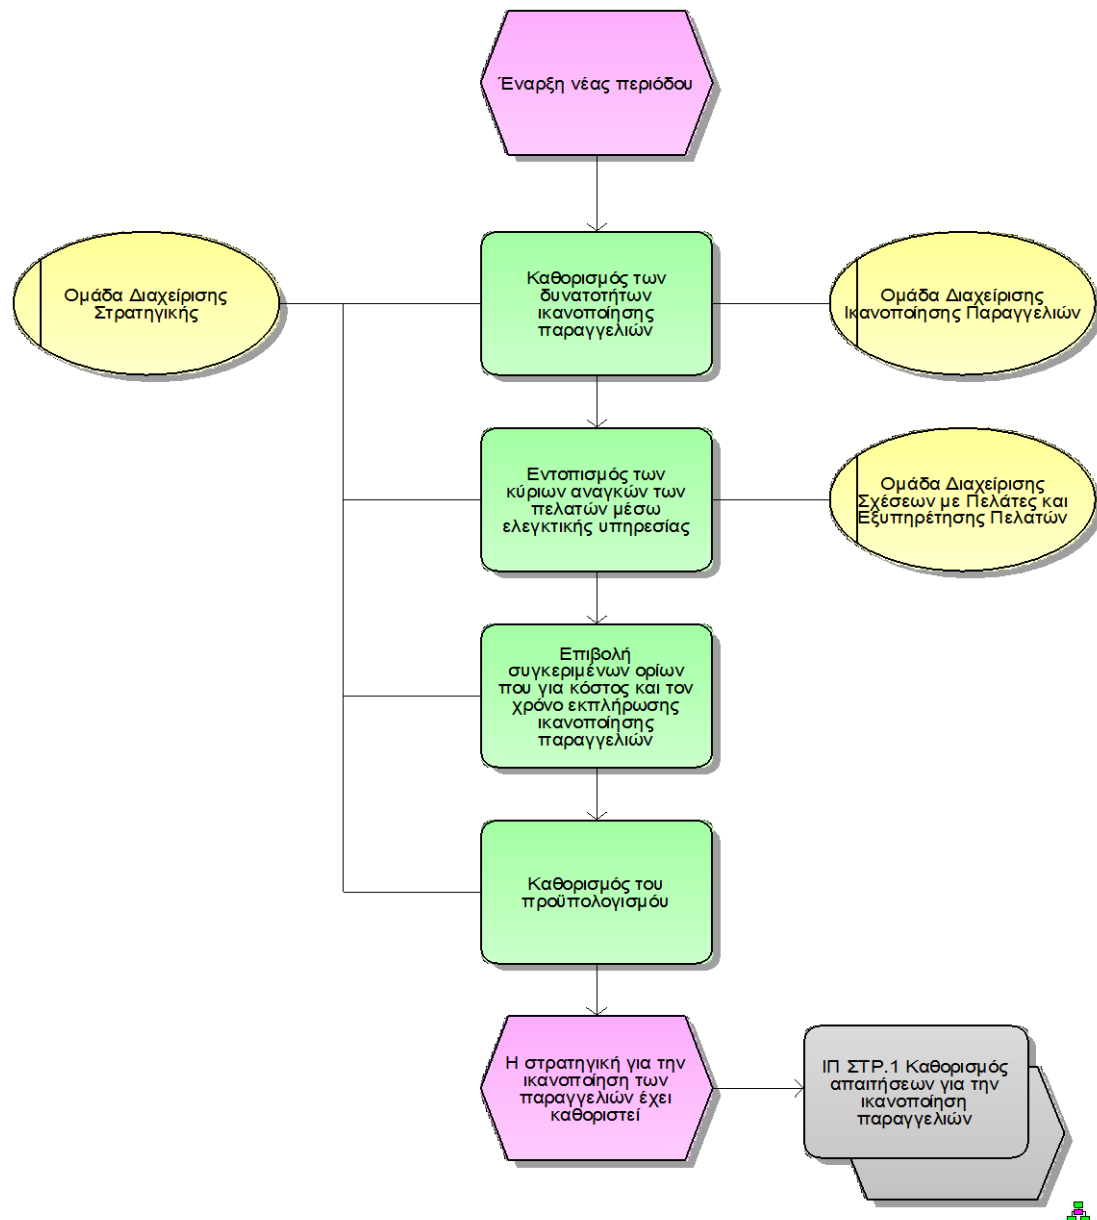 Έναρξη νέας περιόδου
Ομάδα Διαχείρισης
Στρατηγικής
Καθορισμός των
δυνατοτήτων
ικανοποίησης
παραγγελιών
Ομάδα Διαχείρισης
Ικανοποίησης Παραγγελιών
Εντοπισμός των
κύριων αναγκών των
πελατών μέσω
ελεγκτικής υπηρεσίας
Ομάδα Διαχείρισης
Σχέσεων με Πελάτες και
Εξυπηρέτησης Πελατών
Επιβολή
συγκεριμένων ορίων
που για κόστος και τον
χρόνο εκπλήρωσης
ικανοποίησης
παραγγελιών
Καθορισμός του
προϋπολογισμόυ
Η στρατηγική για την
ικανοποίηση των
παραγγελιών έχει
καθοριστεί
ΙΠ ΣΤΡ.1 Καθορισμός
απαιτήσεων για την
ικανοποίηση
παραγγελιών